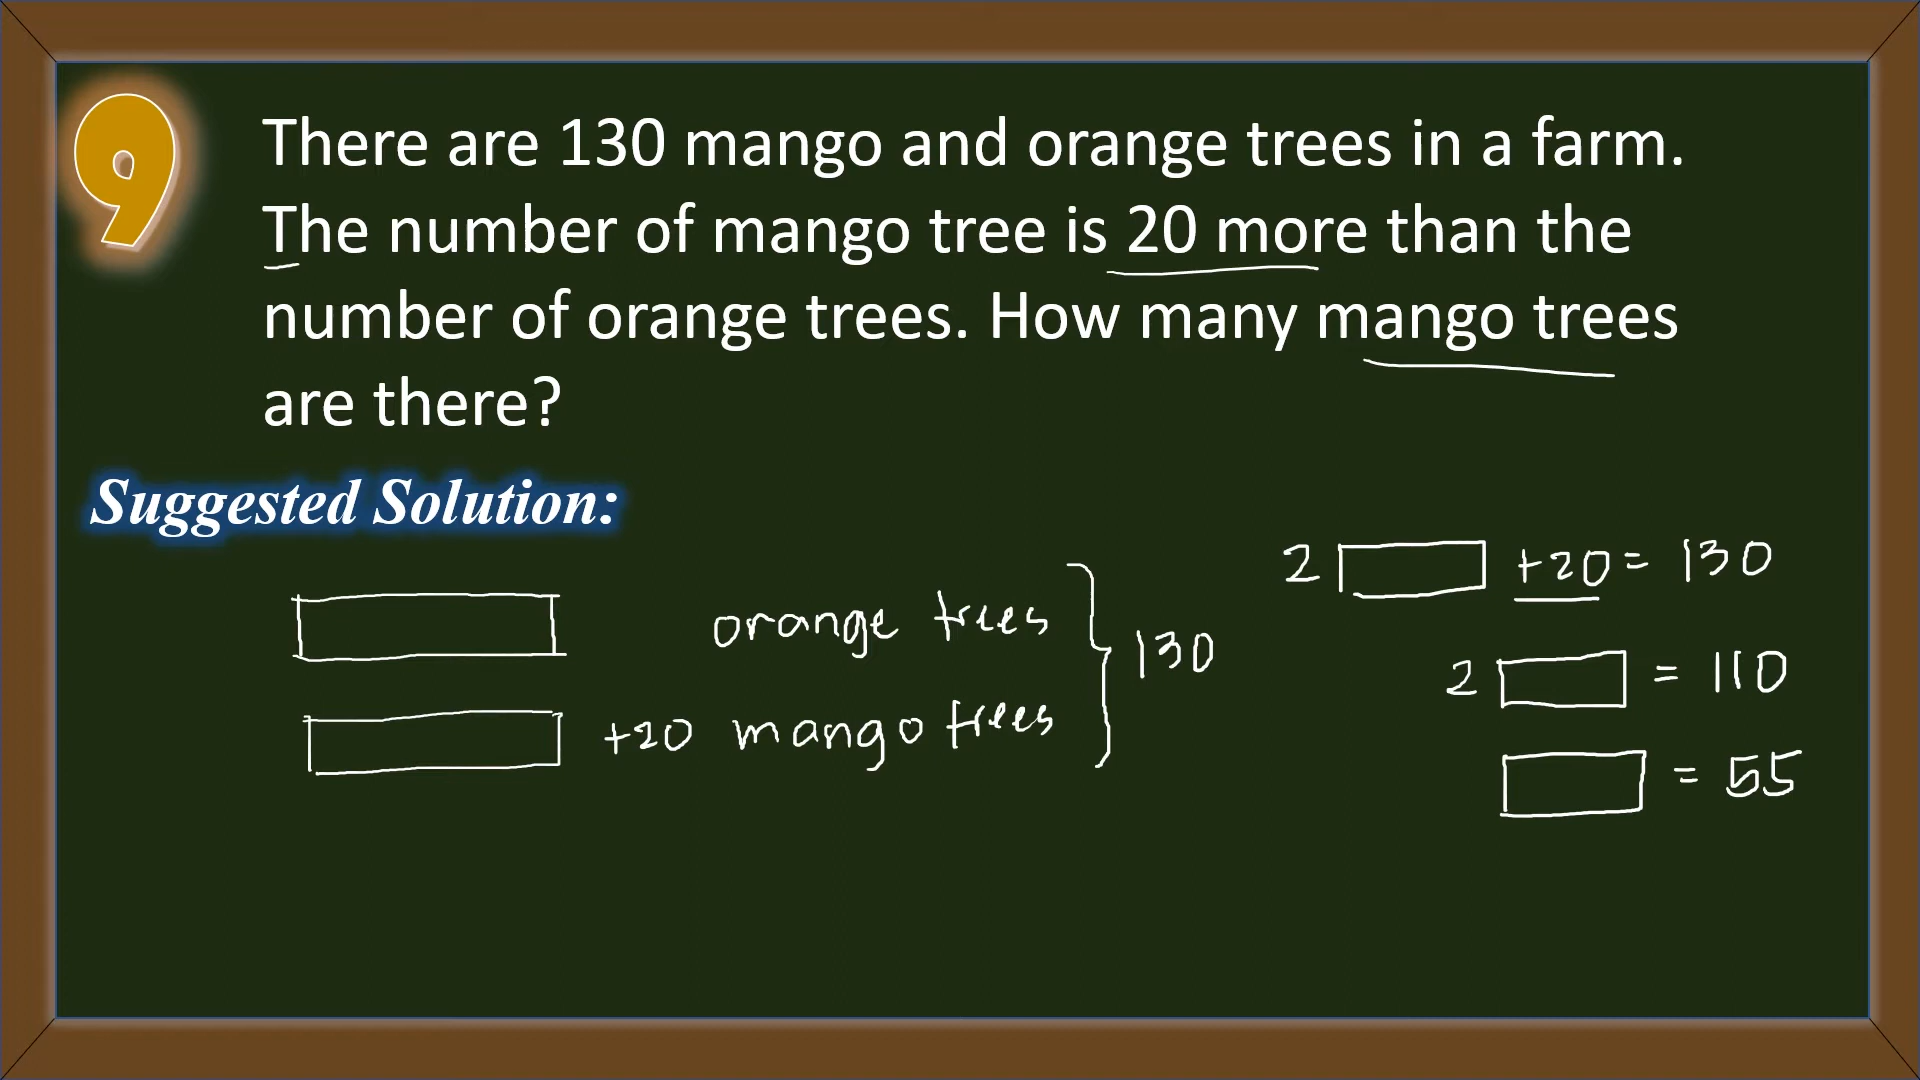 9
There are 130 mango and orange trees in a farm.
The number of mango tree is 20 more than the
number of orange trees. How many mango trees
are there?
Suggested Solution:
orange trees
+20 mango trees
130
2 +20 = 130
2 = 110
= 55